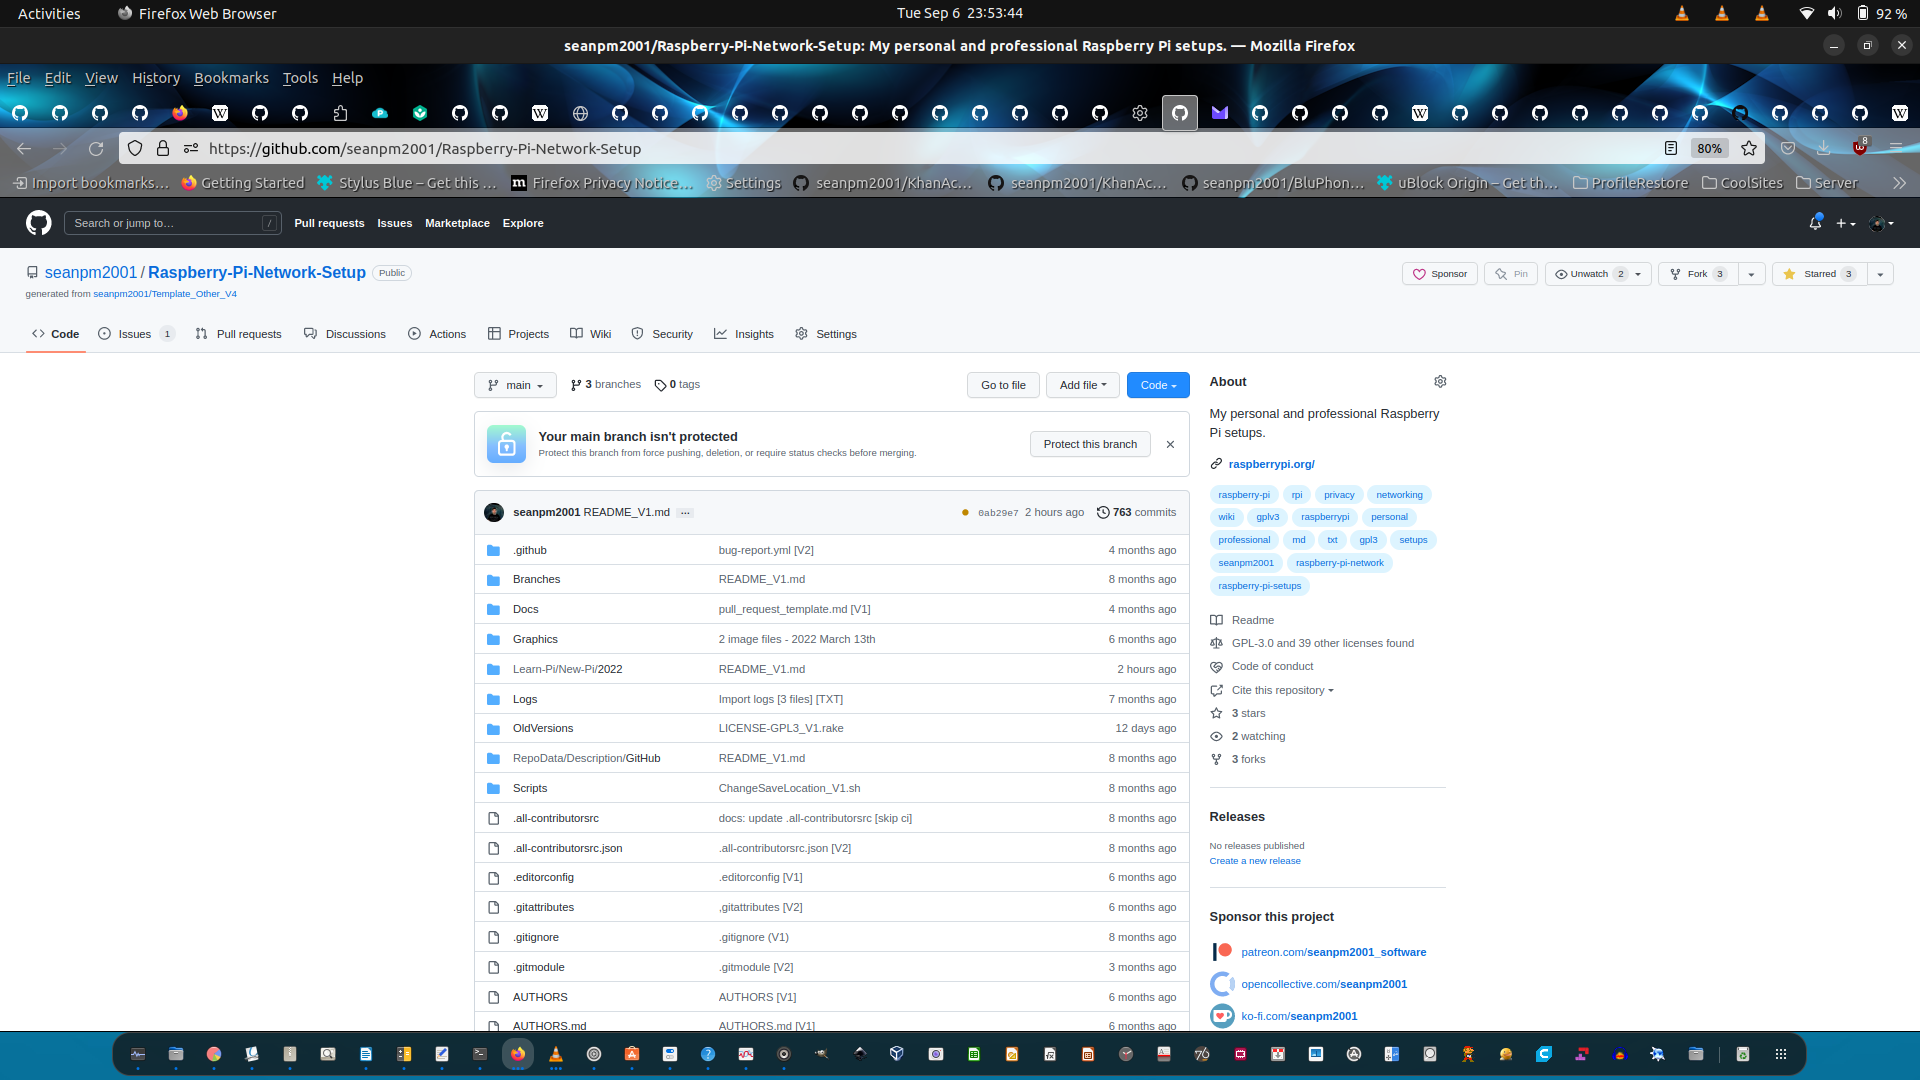 Activities Firefox Web Browser Tue Sep 6 23:53:44 92 %
seanpm2001/Raspberry-Pi-Network-Setup: My personal and professional Raspberry Pi setups. — Mozilla Firefox
File Edit View History Bookmarks Tools Help
https://github.com/seanpm2001/Raspberry-Pi-Network-Setup 80% 8
Import bookmarks… Getting Started Stylus Blue – Get this … Firefox Privacy Notice… Settings seanpm2001/KhanAc… seanpm2001/KhanAc… seanpm2001/BluPhon… uBlock Origin – Get th… ProfileRestore CoolSites Server
Search or jump to… / Pull requests Issues Marketplace Explore
seanpm2001 / Raspberry-Pi-Network-Setup Public Sponsor Pin Unwatch 2 Fork 3 Starred 3
generated from seanpm2001/Template_Other_V4
Code Issues 1 Pull requests Discussions Actions Projects Wiki Security Insights Settings
main 3 branches 0 tags Go to file Add file Code
Your main branch isn't protected
Protect this branch from force pushing, deletion, or require status checks before merging.
Protect this branch
seanpm2001 README_V1.md ... 0ab29e7 2 hours ago 763 commits
.github bug-report.yml [V2] 4 months ago
Branches README_V1.md 8 months ago
Docs pull_request_template.md [V1] 4 months ago
Graphics 2 image files - 2022 March 13th 6 months ago
Learn-Pi/New-Pi/2022 README_V1.md 2 hours ago
Logs Import logs [3 files] [TXT] 7 months ago
OldVersions LICENSE-GPL3_V1.rake 12 days ago
RepoData/Description/GitHub README_V1.md 8 months ago
Scripts ChangeSaveLocation_V1.sh 8 months ago
.all-contributorsrc docs: update .all-contributorsrc [skip ci] 8 months ago
.all-contributorsrc.json .all-contributorsrc.json [V2] 8 months ago
.editorconfig .editorconfig [V1] 6 months ago
.gitattributes ,gitattributes [V2] 6 months ago
.gitignore .gitignore (V1) 8 months ago
.gitmodule .gitmodule [V2] 3 months ago
AUTHORS AUTHORS [V1] 6 months ago
AUTHORS.md AUTHORS.md [V1] 6 months ago
About
My personal and professional Raspberry
Pi setups.
raspberrypi.org/
raspberry-pi rpi privacy networking
wiki gplv3 raspberrypi personal
professional md txt gpl3 setups
seanpm2001 raspberry-pi-network
raspberry-pi-setups
Readme
GPL-3.0 and 39 other licenses found
Code of conduct
Cite this repository
3 stars
2 watching
3 forks
Releases
No releases published
Create a new release
Sponsor this project
patreon.com/seanpm2001_software
opencollective.com/seanpm2001
ko-fi.com/seanpm2001